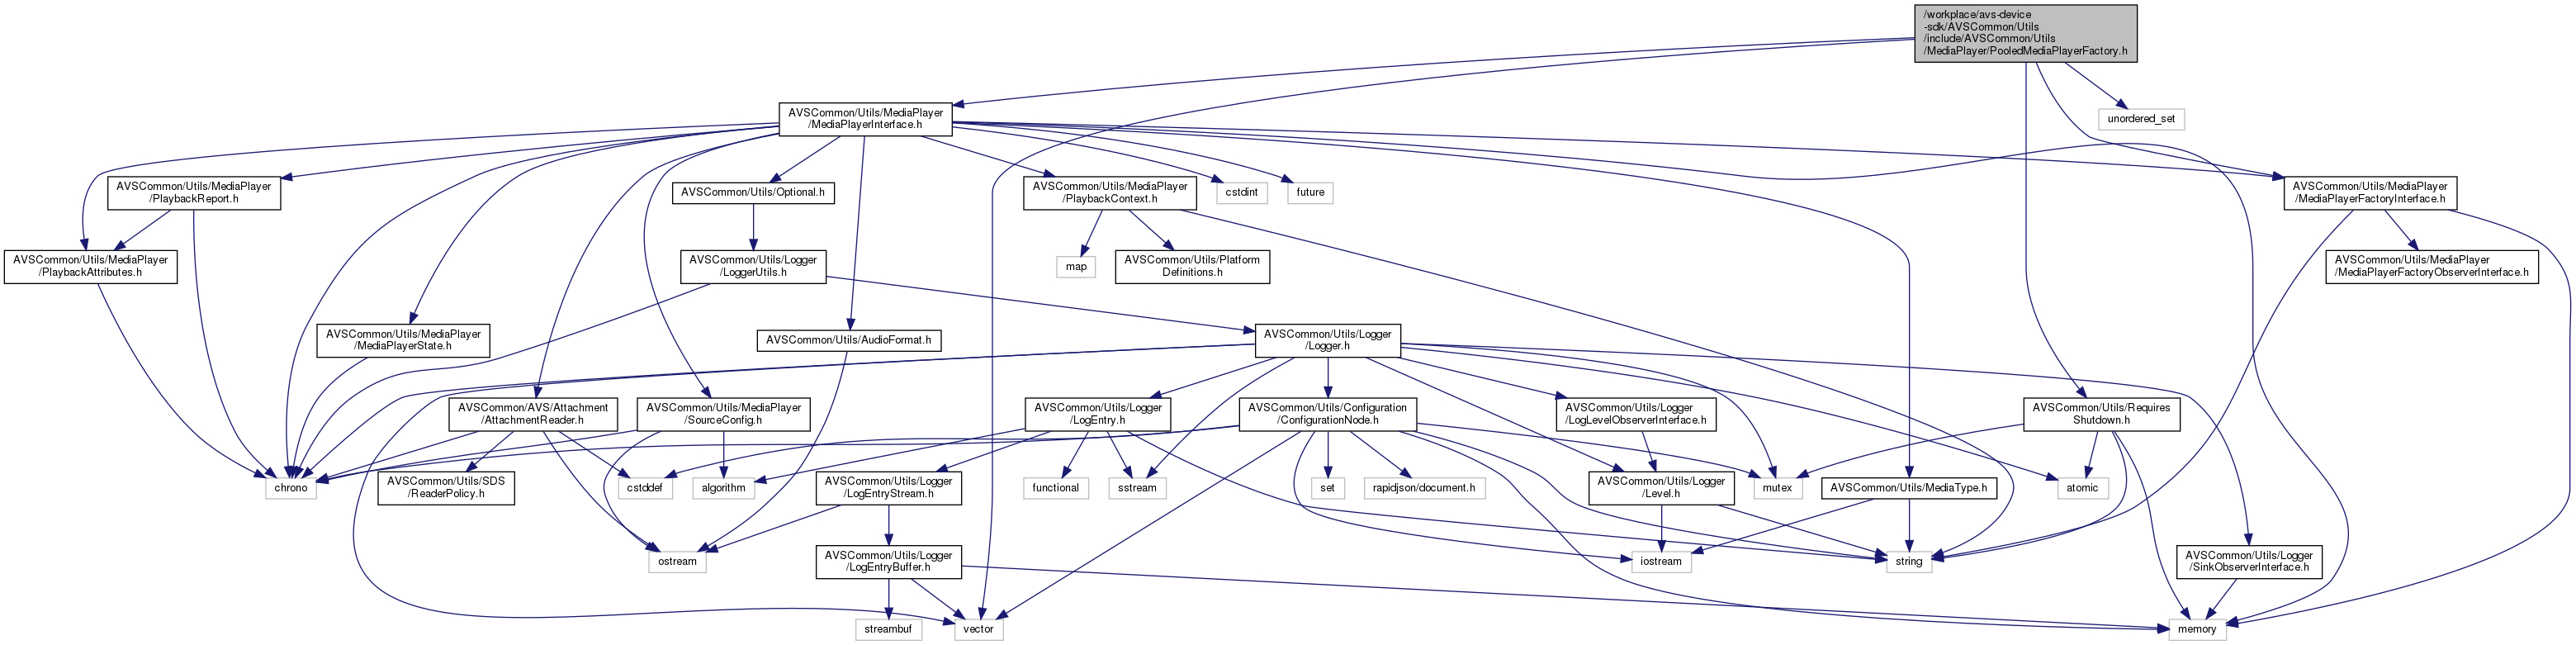 /workplace/avs-device
-sdk/AVSCommon/Utils
/include/AVSCommon/Utils
/MediaPlayer/PooledMediaPlayerFactory.h
AVSCommon/Utils/MediaPlayer
/MediaPlayerInterface.h
unordered_set
AVSCommon/Utils/MediaPlayer
/PlaybackReport.h
AVSCommon/Utils/Optional.h
AVSCommon/Utils/MediaPlayer
/PlaybackContext.h
cstdint
future
AVSCommon/Utils/MediaPlayer
/MediaPlayerFactoryInterface.h
AVSCommon/Utils/MediaPlayer
/PlaybackAttributes.h
AVSCommon/Utils/Logger
/LoggerUtils.h
map
AVSCommon/Utils/Platform
Definitions.h
AVSCommon/Utils/MediaPlayer
/MediaPlayerFactoryObserverInterface.h
AVSCommon/Utils/MediaPlayer
/MediaPlayerState.h
AVSCommon/Utils/AudioFormat.h
AVSCommon/Utils/Logger
/Logger.h
AVSCommon/AVS/Attachment
/AttachmentReader.h
AVSCommon/Utils/MediaPlayer
/SourceConfig.h
AVSCommon/Utils/Logger
/LogEntry.h
AVSCommon/Utils/Configuration
/ConfigurationNode.h
AVSCommon/Utils/Logger
/LogLevelObserverInterface.h
AVSCommon/Utils/Requires
Shutdown.h
chrono
AVSCommon/Utils/SDS
/ReaderPolicy.h
cstddef
algorithm
AVSCommon/Utils/Logger
/LogEntryStream.h
functional
sstream
set
rapidjson/document.h
AVSCommon/Utils/Logger
/Level.h
mutex
AVSCommon/Utils/MediaType.h
atomic
ostream
AVSCommon/Utils/Logger
/LogEntryBuffer.h
iostream
string
AVSCommon/Utils/Logger
/SinkObserverInterface.h
streambuf
vector
memory